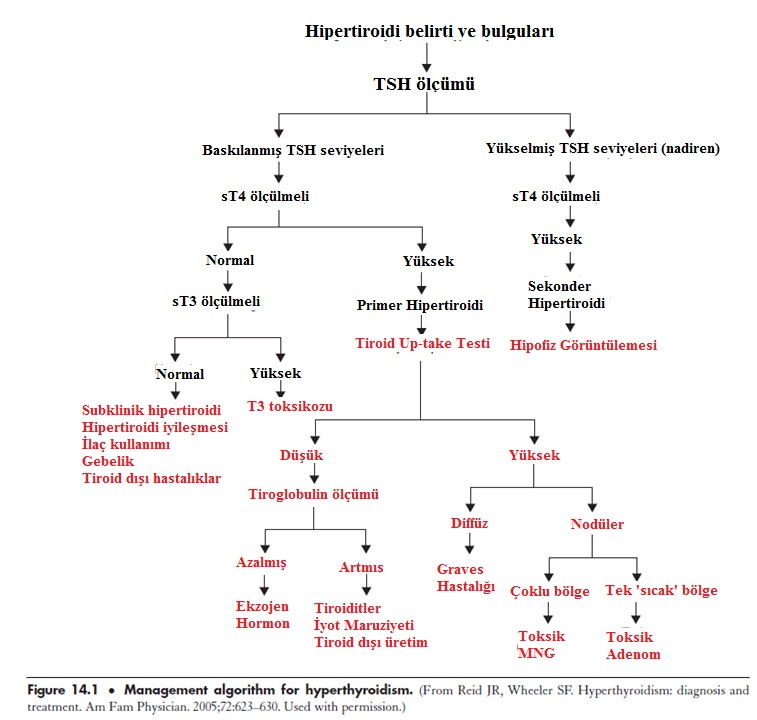 Hipertiroidi belirti ve bulguları
TSH ölçümü
Baskılanmış TSH seviyeleri
Yükselmiş TSH seviyeleri (nadiren)
sT4 ölçülmeli
sT4 ölçülmeli
Yüksek
Normal
Yüksek
sT3 ölçülmeli
Primer Hipertiroidi
Sekonder
Hipertiroidi
Tiroid Up-take Testi
Hipofiz Görüntülemesi
Normal
Yüksek
Subklinik hipertiroidi
Hipertiroidi iyileşmesi
İlaç kullanımı
Gebelik
Tiroid dışı hastalıklar
T3 toksikozu
Düşük
Yüksek
Tiroglobulin ölçümü
Diffüz
Nodüler
Azalmış
Artmış
Graves
Hastalığı
Çoklu bölge
Tek 'sıcak' bölge
Ekzojen
Hormon
Tiroiditler
İyot Maruziyeti
Tiroid dışı üretim
Toksik
MNG
Toksik
Adenom
Figure 14.1 • Management algorithm for hyperthyroidism. (From Reid JR, Wheeler SF. Hyperthyroidism: diagnosis and
treatment. Am Fam Physician. 2005;72:623–630. Used with permission.)